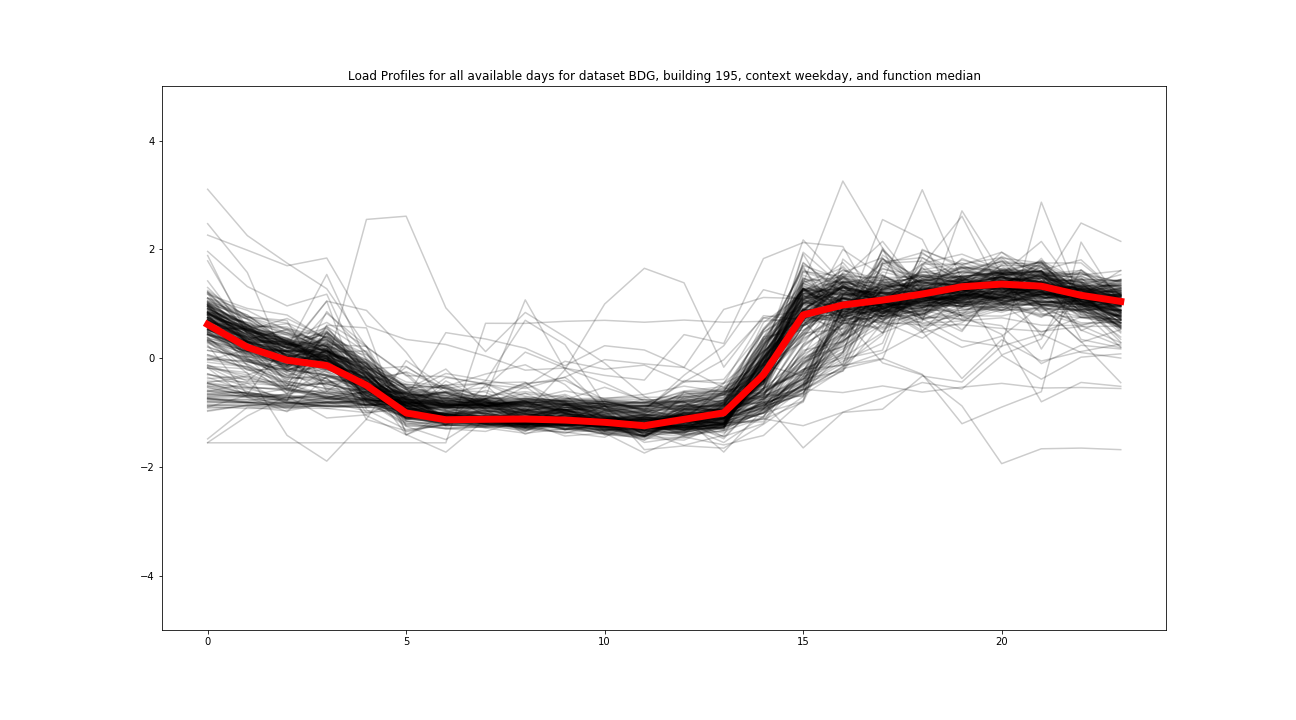 Load Profiles for all available days for dataset BDG, building 195, context weekday, and function median
4
2
0
−2
−4
0 5 10 15 20